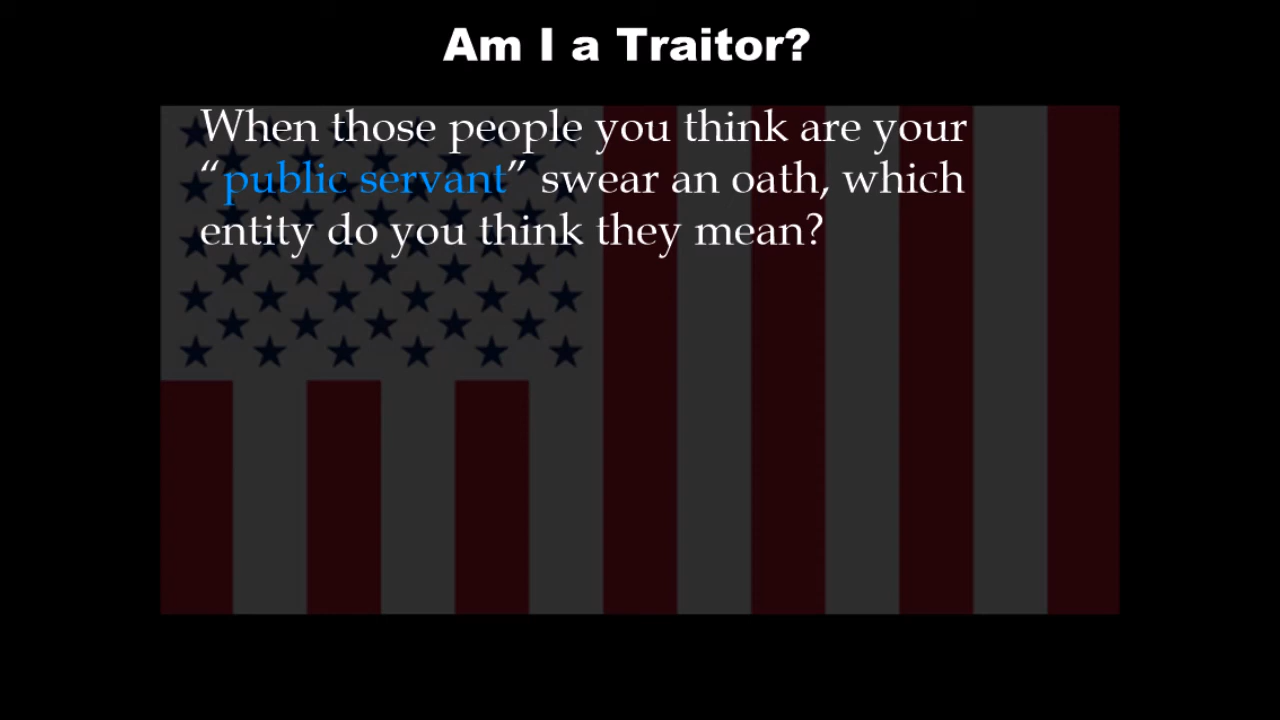 Am I a Traitor?
When those people you think are your
“public servant” swear an oath, which
entity do you think they mean?